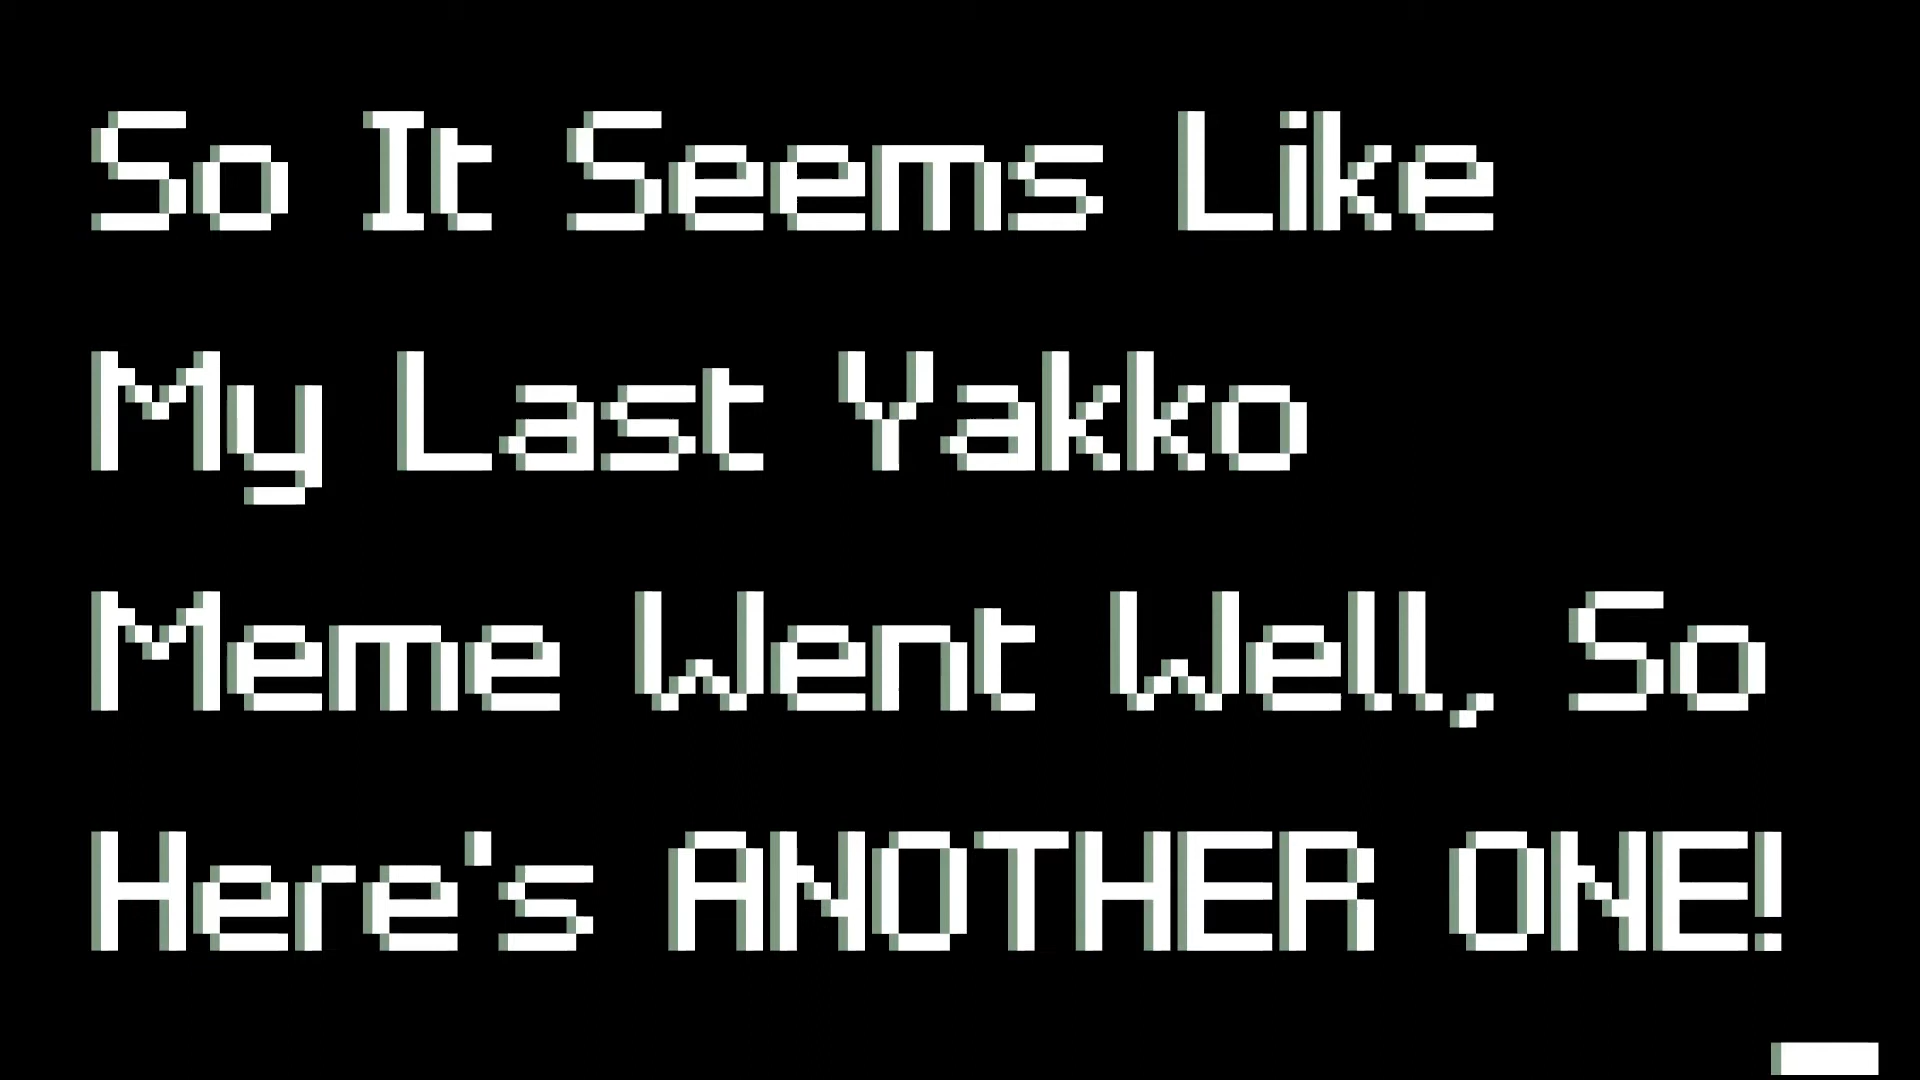 So It Seems Like
My Last Yakko
Meme Went Well, So
Here's ANOTHER ONE!